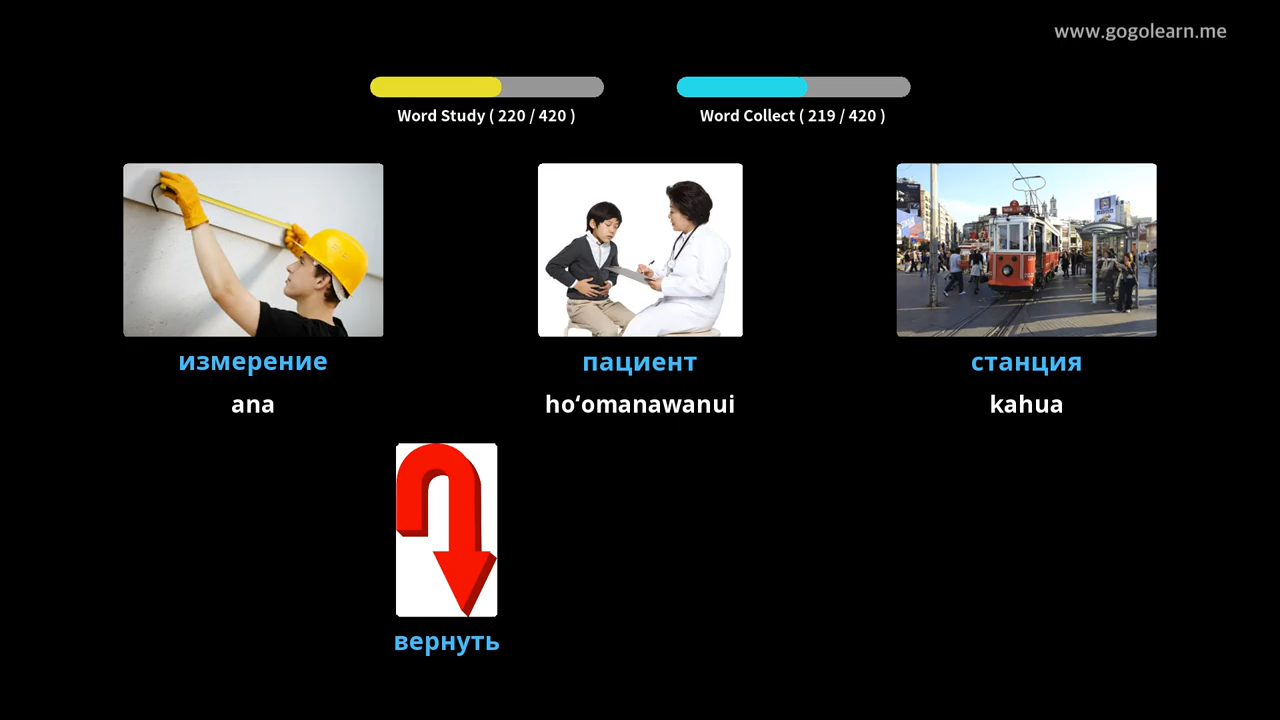 www.gogolearn.me
Word Study ( 220 / 420 )
Word Collect ( 219 / 420 )
измерение
пациент
станция
ana
hoʻomanawanui
kahua
вернуть